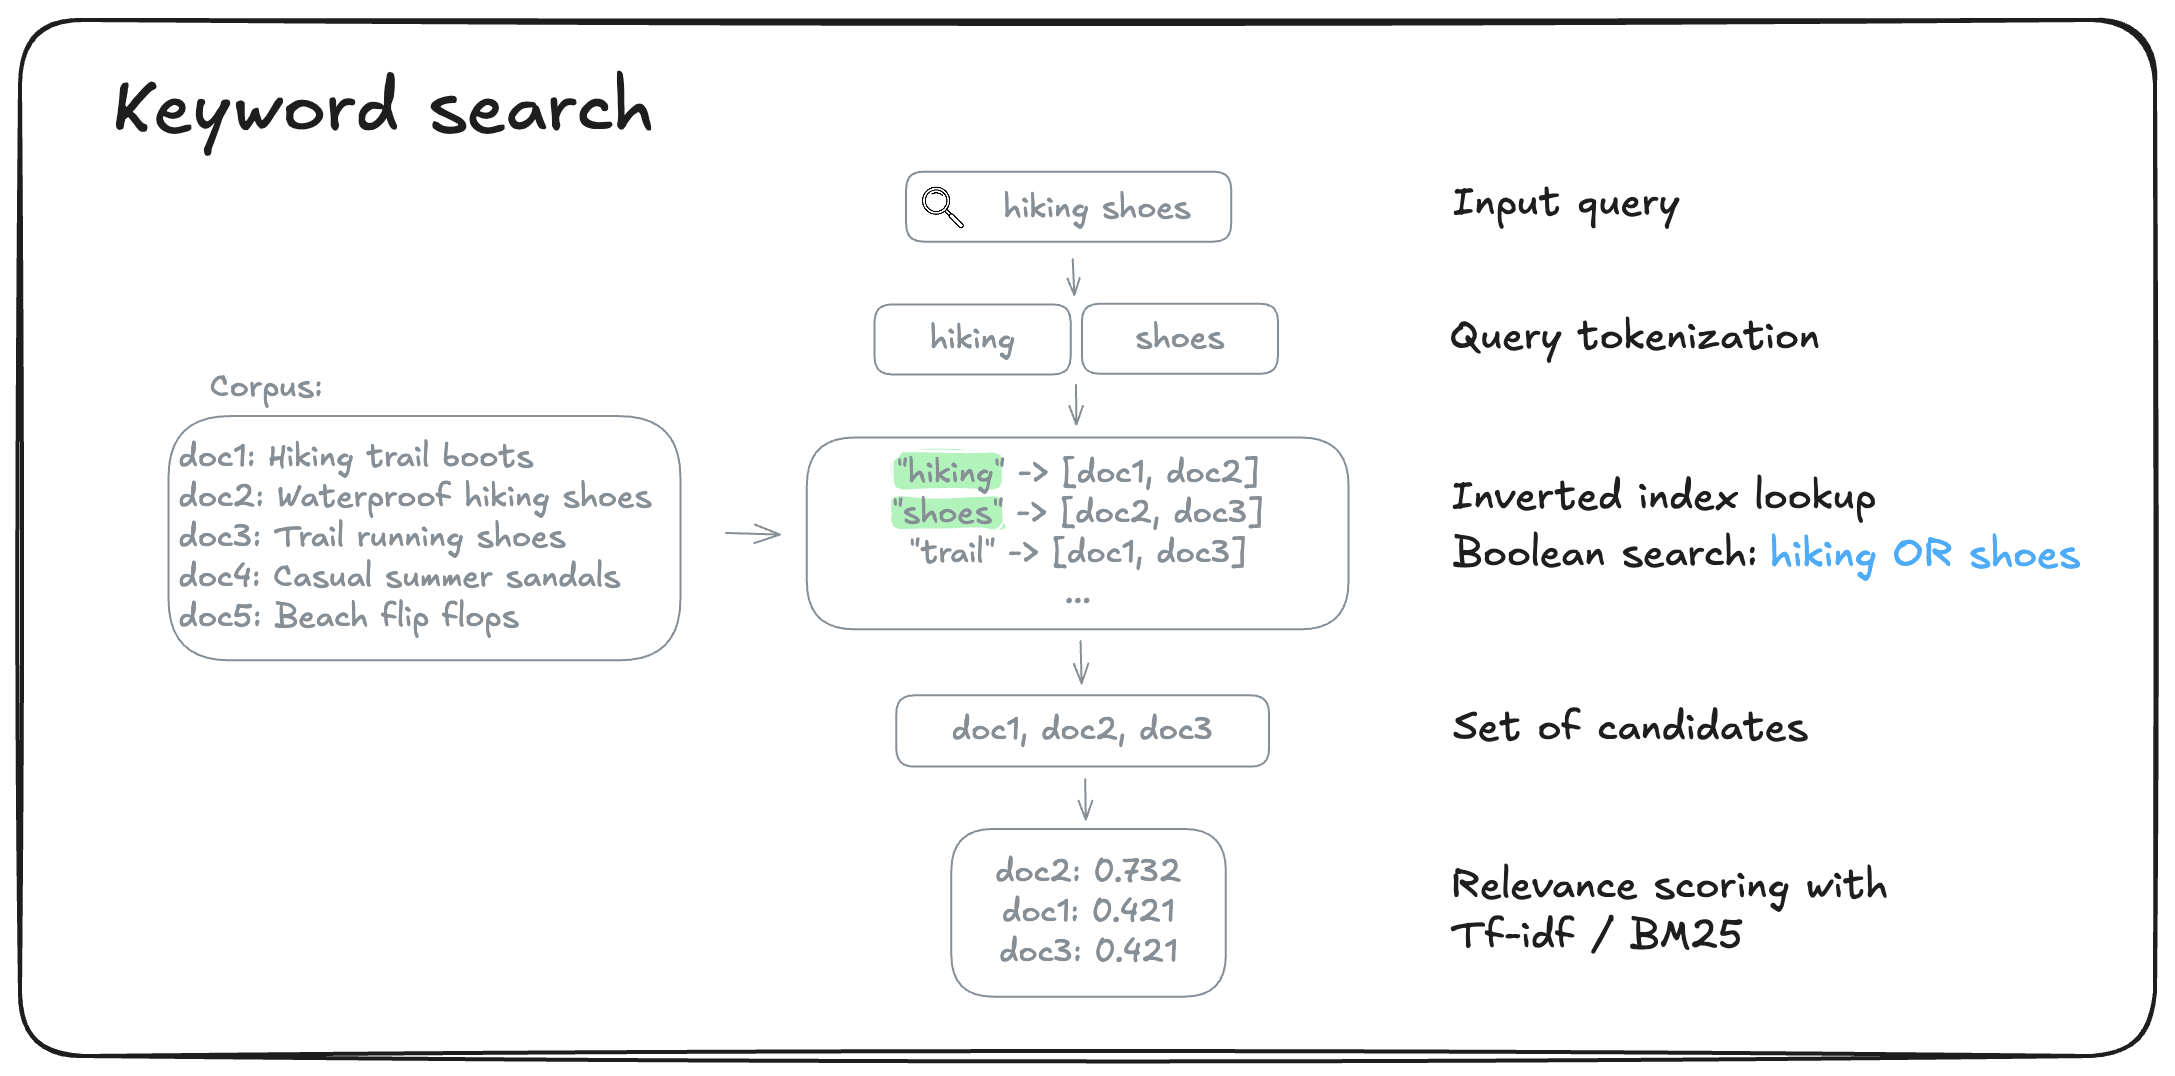 Keyword search
hiking shoes
Input query
hiking
shoes
Query tokenization
Corpus:
doc1: Hiking trail boots
doc2: Waterproof hiking shoes
doc3: Trail running shoes
doc4: Casual summer sandals
doc5: Beach flip flops
"hiking" -> [doc1, doc2]
"shoes" -> [doc2, doc3]
"trail" -> [doc1, doc3]
...
Inverted index lookup
Boolean search: hiking OR shoes
doc1, doc2, doc3
Set of candidates
doc2: 0.732
doc1: 0.421
doc3: 0.421
Relevance scoring with
Tf-idf / BM25